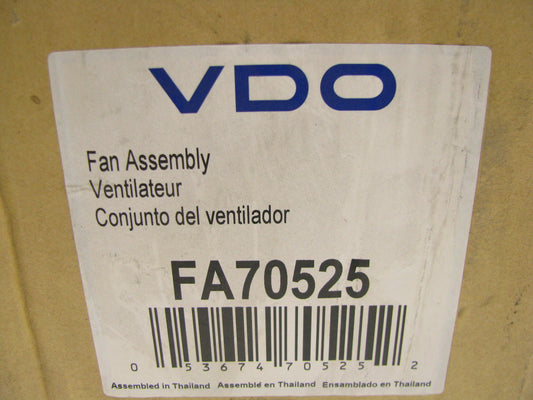 VDO
Fan Assembly
Ventilateur
Conjunto del ventilador
FA70525
0 53674 70525 2
Assembled in Thailand Assemblé en Thailand Ensamblado en Thailand